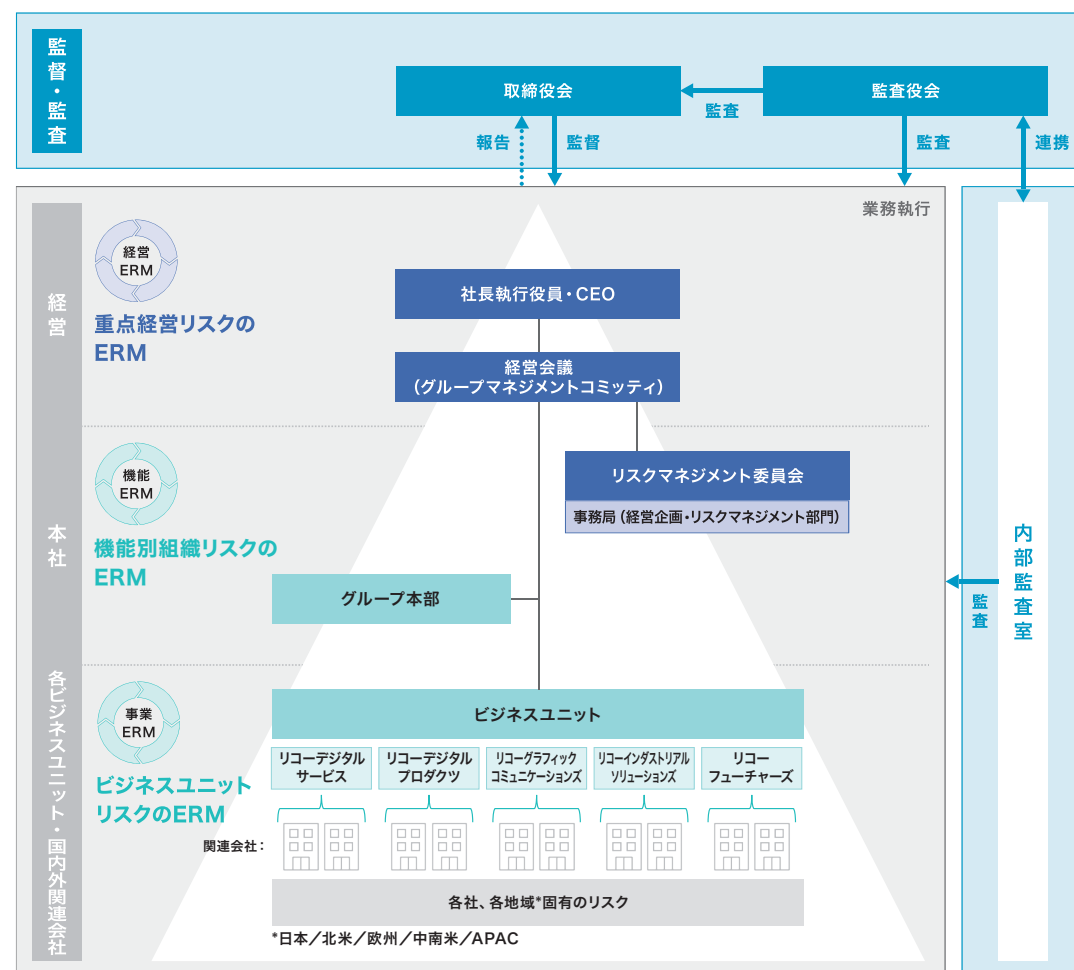 監督・監査
取締役会
監査役会
監査
報告
監督
監査
連携
業務執行
経営
経営
ERM
重点経営リスクの
ERM
社長執行役員・CEO
経営会議
（グループマネジメントコミッティ）
本社
機能
ERM
機能別組織リスクの
ERM
リスクマネジメント委員会
事務局（経営企画・リスクマネジメント部門）
グループ本部
監査
内部監査室
各ビジネスユニット・国内外関連会社
事業
ERM
ビジネスユニット
リスクのERM
ビジネスユニット
リコーデジタル
サービス
リコーデジタル
プロダクツ
リコーグラフィック
コミュニケーションズ
リコーインダストリアル
ソリューションズ
リコー
フューチャーズ
関連会社：
各社、各地域*固有のリスク
*日本／北米／欧州／中南米／APAC